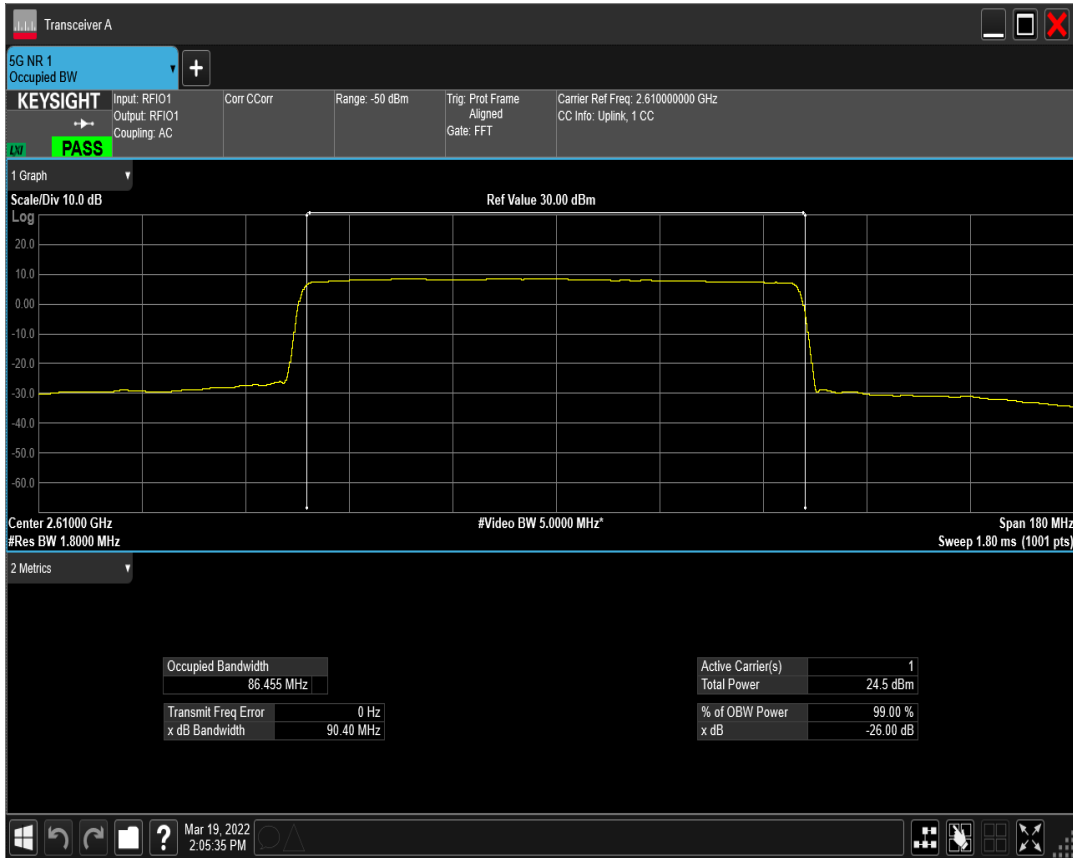 Transceiver A
5G NR 1
Occupied BW
+
KEYSIGHT
LXI
PASS
Input: RFIO1
Output: RFIO1
Coupling: AC
Corr CCorr
Range: -50 dBm
Trig: Prot Frame
Aligned
Gate: FFT
Carrier Ref Freq: 2.610000000 GHz
CC Info: Uplink, 1 CC
1 Graph
Scale/Div 10.0 dB
Ref Value 30.00 dBm
Log
20.0
10.0
0.00
-10.0
-20.0
-30.0
-40.0
-50.0
-60.0
Center 2.61000 GHz
#Video BW 5.0000 MHz*
Span 180 MHz
#Res BW 1.8000 MHz
Sweep 1.80 ms (1001 pts)
2 Metrics
Occupied Bandwidth
86.455 MHz
Transmit Freq Error 0 Hz
x dB Bandwidth 90.40 MHz
Active Carrier(s) 1
Total Power 24.5 dBm
% of OBW Power 99.00 %
x dB -26.00 dB
?
Mar 19, 2022
2:05:35 PM